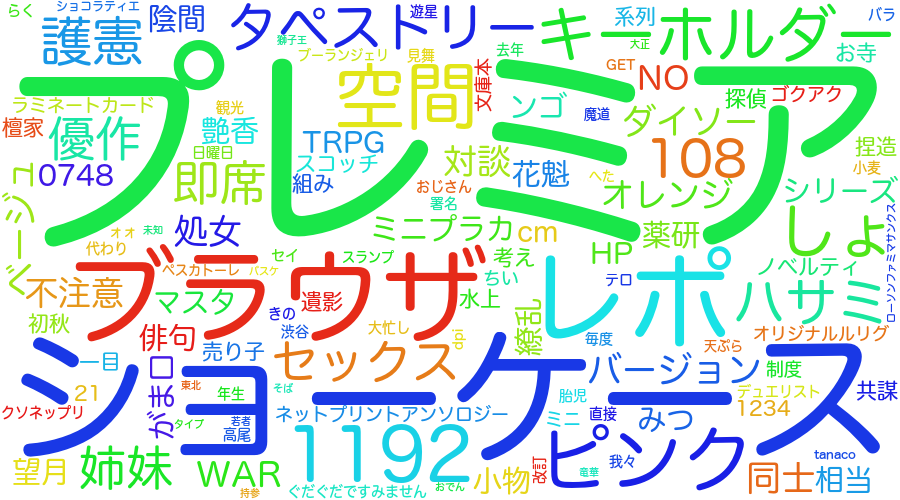 らく
ショコラティエ
護憲
陰間
タペストリー
遊星
獅子王
キーホルダー
大正
系列
バラ
お寺
プレミア
ブーランジェリ
見舞
去年
文庫本
GET
NO
探偵
ゴクアク
空間
ラミネートカード
檀家
優作
観光
艶香
日曜日
TRPG
スコッチ
組み
ンゴ
魔道
ダイソー
108
捏造
小麦
0748
即席
対談
おじさん
署名
花魁
へた
オレンジ
シリーズ
ベージュ
処女
ォォ
未知
代わり
ミニプラカ
cm
薬研
HP
しょ
ローソンファミマサンクス
ペスカトーレ
バスケ
セイ
スランプ
考え
ちい
水上
テロ
ノベルティ
不注意
マスタ
ブラウザ
遺影
レポ
ハサミ
初秋
俳句
きの
渋谷
大忙し
dpi
繚乱
毎度
天ぷら
オリジナルルリグ
一目
売り子
セックス
バージョン
制度
共謀
21
がま口
東北
年生
そば
胎児
ミニ
デュエリスト
1234
クソネップリ
ショーケース
タイプ
若者
高尾
ネットプリントアンソロジー
直接
みつ
望月
姉妹
WAR
1192
ピンク
我々
改訂
竜華
tanaco
持参
ぐだぐだですみません
おでん
小物
同士
相当